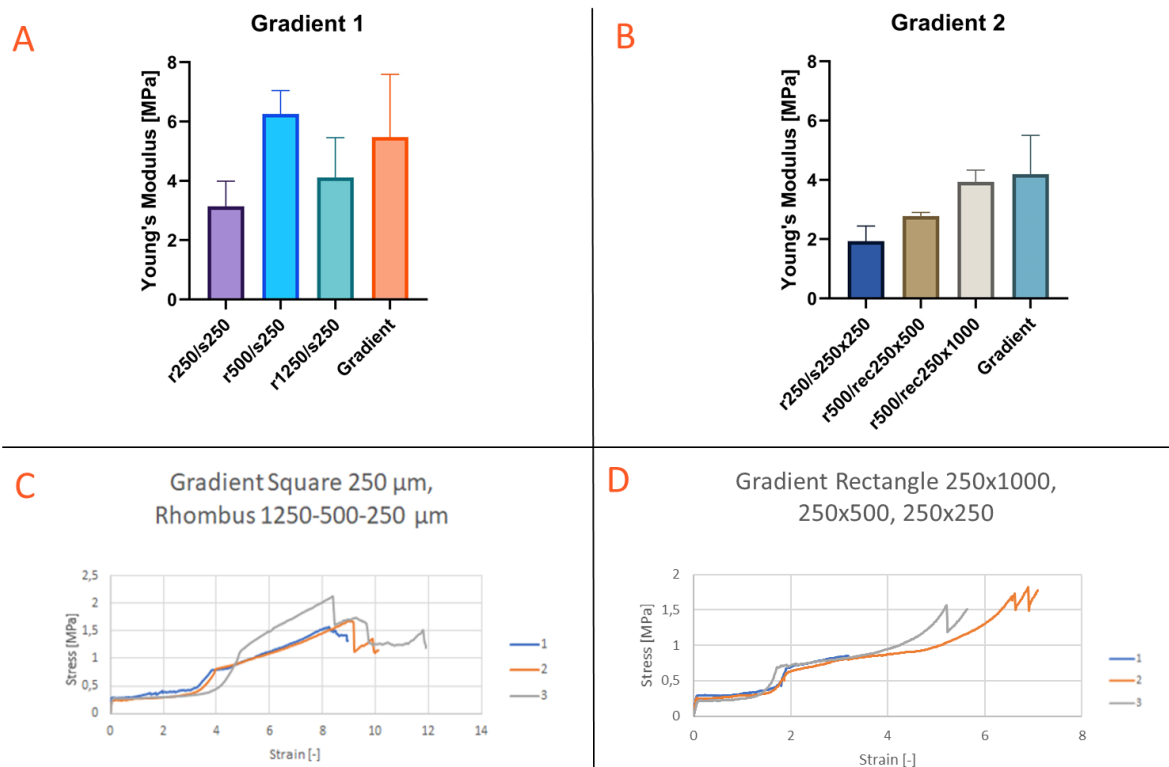 A
Gradient 1
Young's Modulus [MPa]
8
6
4
2
0
r250/s250
r500/s250
r1250/s250
Gradient
B
Gradient 2
Young's Modulus [MPa]
8
6
4
2
0
r250/s250x250
r500/rec250x500
r500/rec250x1000
Gradient
C
Gradient Square 250 µm,
Rhombus 1250-500-250 µm
Stress [MPa]
2,5
2
1,5
1
0,5
0
0 2 4 6 8 10 12 14
Strain [-]
1
2
3
D
Gradient Rectangle 250x1000,
250x500, 250x250
Stress [MPa]
2
1,5
1
0,5
0
0 2 4 6 8
Strain [-]
1
2
3